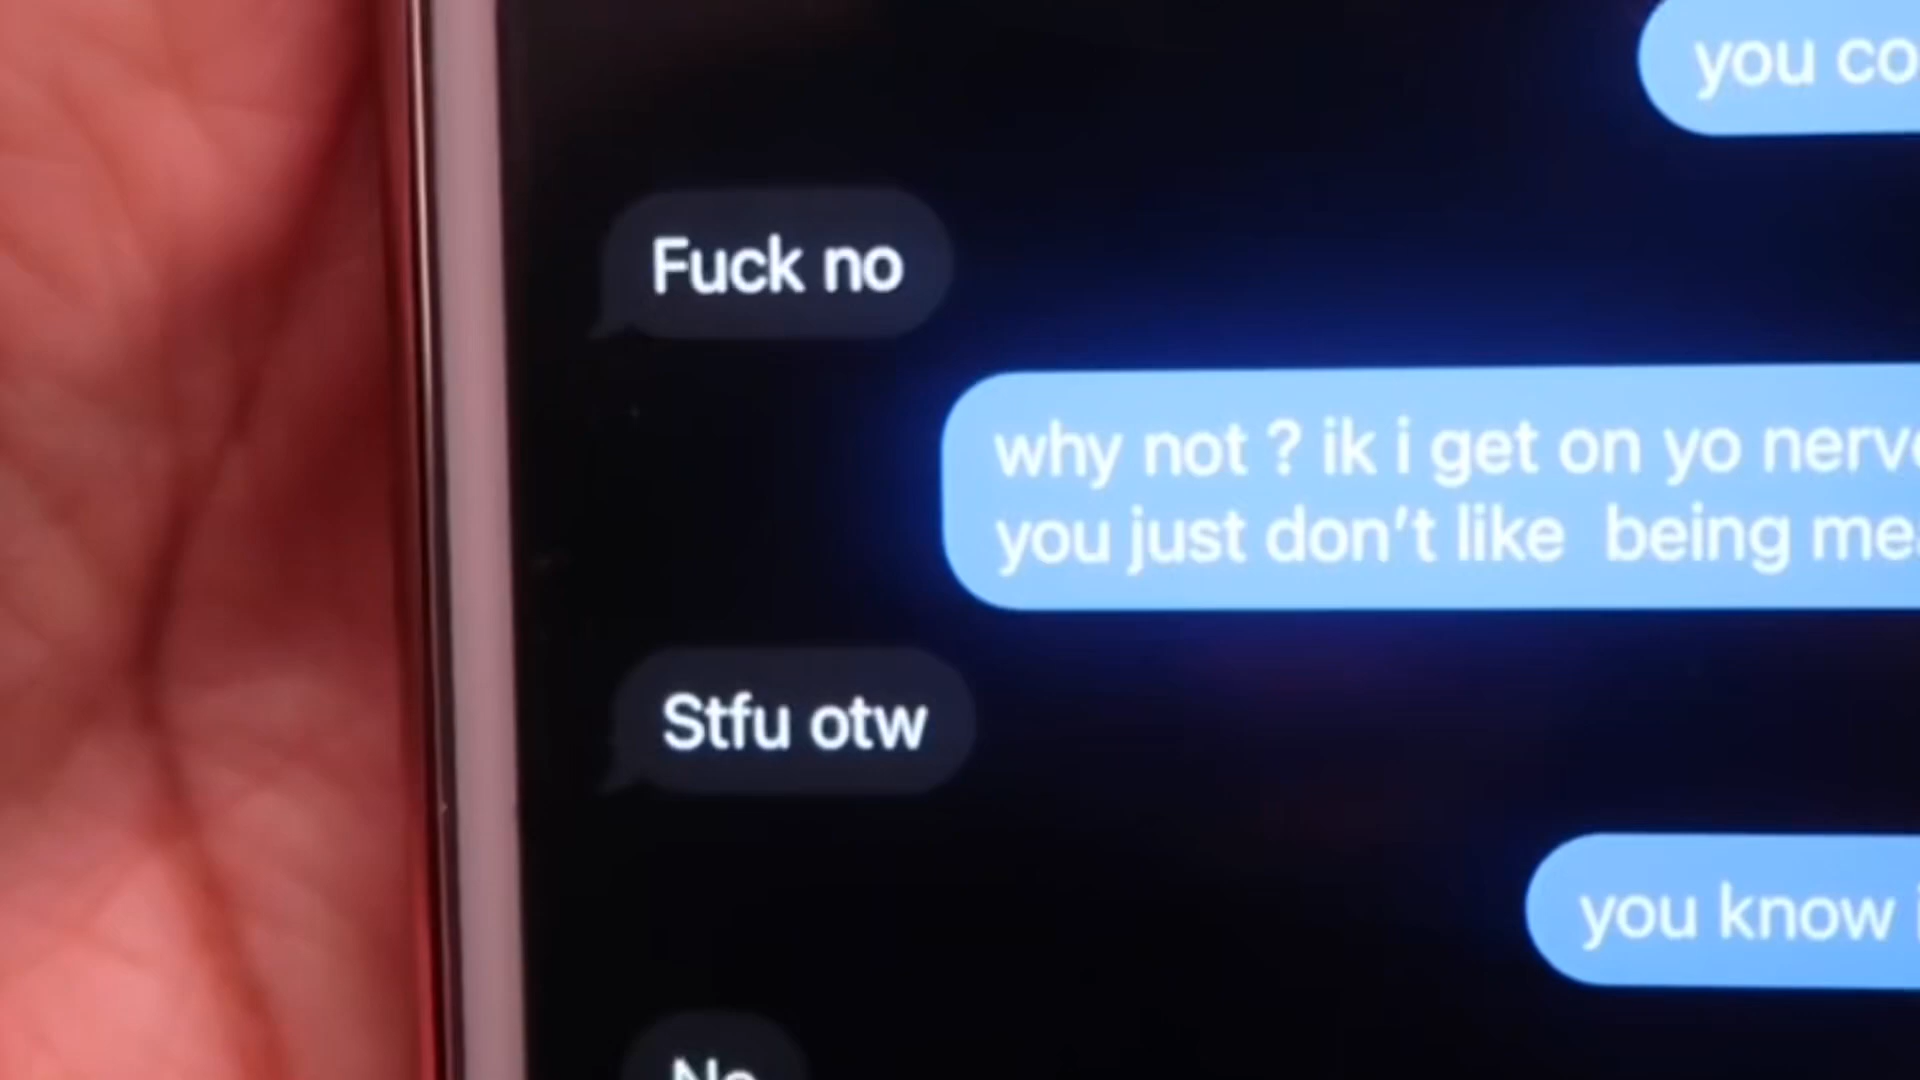 you co
Fuck no
why not ? ik i get on yo nerv
you just don't like being me
Stfu otw
you know
No